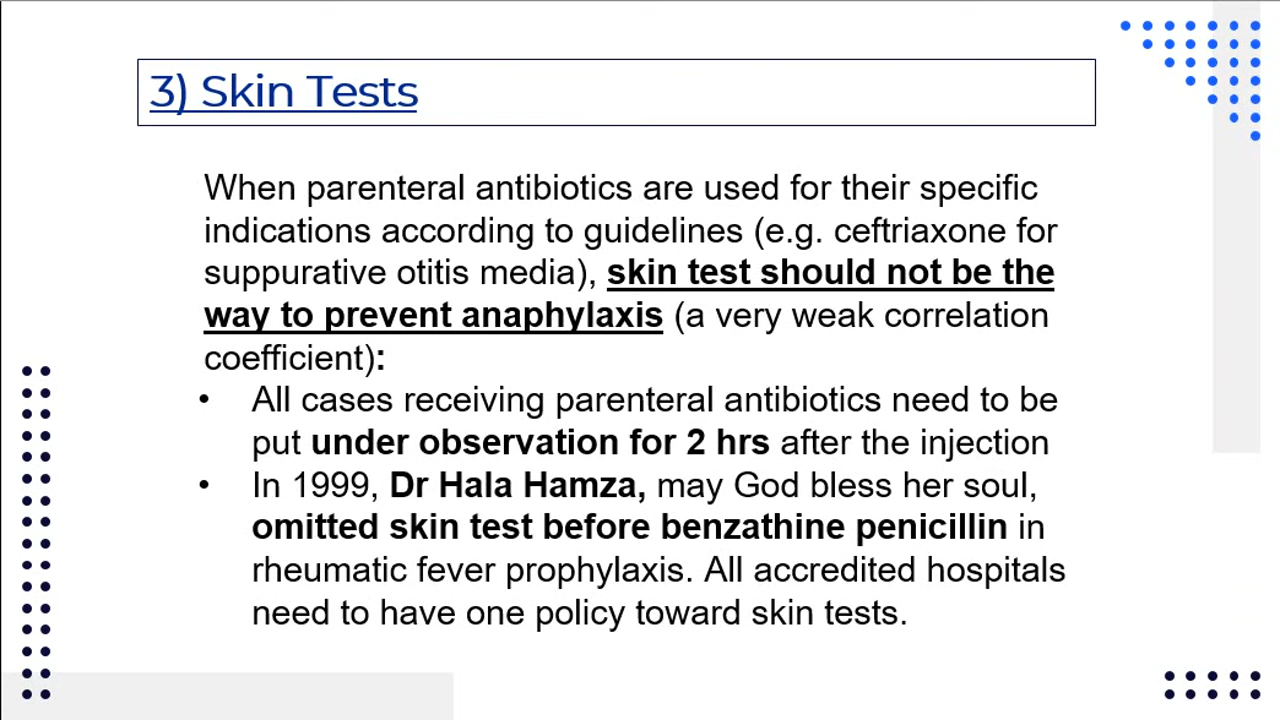 3) Skin Tests
When parenteral antibiotics are used for their specific
indications according to guidelines (e.g. ceftriaxone for
suppurative otitis media), skin test should not be the
way to prevent anaphylaxis (a very weak correlation
coefficient):
• All cases receiving parenteral antibiotics need to be
put under observation for 2 hrs after the injection
• In 1999, Dr Hala Hamza, may God bless her soul,
omitted skin test before benzathine penicillin in
rheumatic fever prophylaxis. All accredited hospitals
need to have one policy toward skin tests.